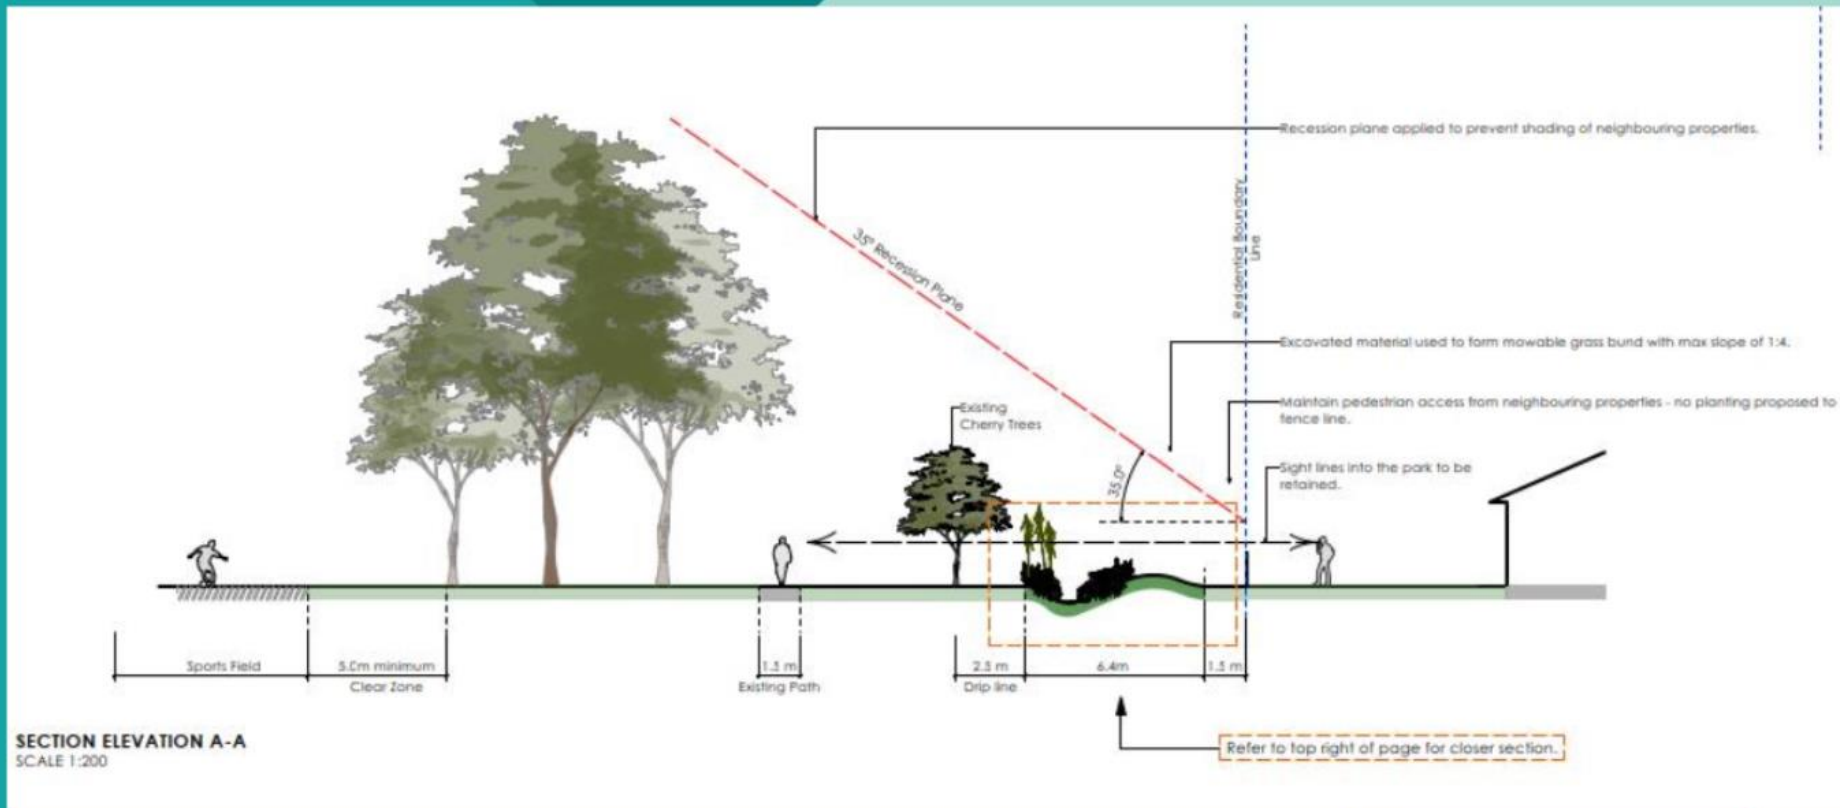 Recession plane applied to prevent shading of neighbouring properties.
35° Recession Plane
Residential Boundary
Line
Excavated material used to form mowable grass bund with max slope of 1:4.
Existing
Cherry Trees
Maintain pedestrian access from neighbouring properties - no planting proposed to
fence line.
35.0°
Sight lines into the park to be
retained.
Sports Field
5.0m minimum
Clear Zone
1.5 m
Existing Path
2.5 m
Drip line
6.4m
1.5 m
SECTION ELEVATION A-A
SCALE 1:200
Refer to top right of page for closer section.